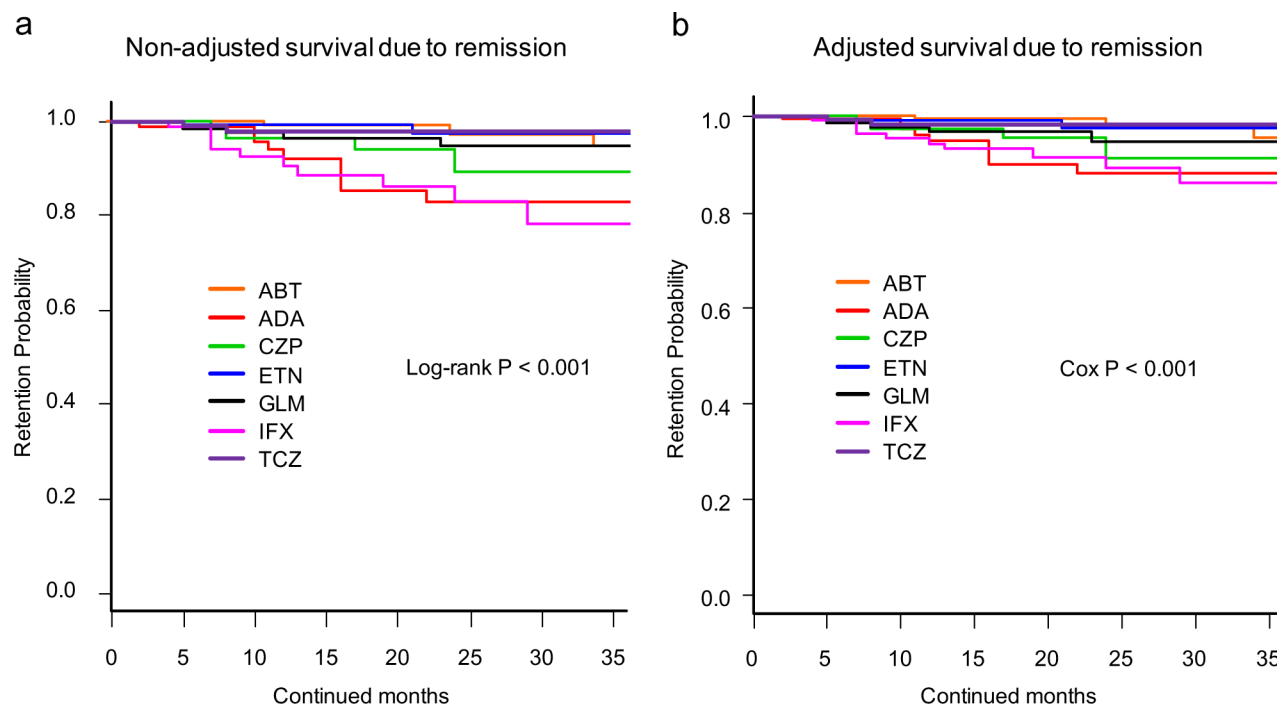 a
Non-adjusted survival due to remission
Retention Probability
1.0
0.8
0.6
0.4
0.2
0.0
ABT
ADA
CZP
ETN
GLM
IFX
TCZ
Log-rank P < 0.001
0 5 10 15 20 25 30 35
Continued months
b
Adjusted survival due to remission
Retention Probability
1.0
0.8
0.6
0.4
0.2
0.0
ABT
ADA
CZP
ETN
GLM
IFX
TCZ
Cox P < 0.001
0 5 10 15 20 25 30 35
Continued months